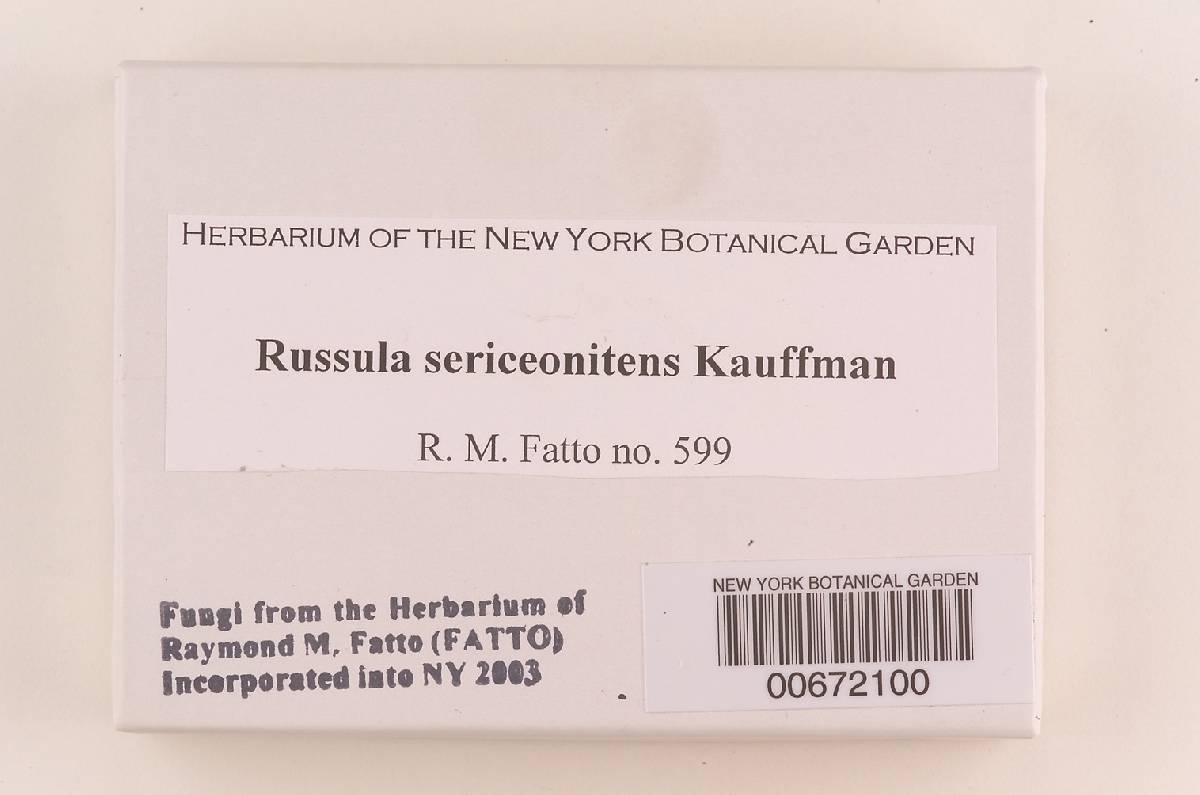 HERBARIUM OF THE NEW YORK BOTANICAL GARDEN
Russula sericeonitens Kauffman
R. M. Fatto no. 599
Fungi from the Herbarium of
Raymond M. Fatto (FATTO)
Incorporated into NY 2003
NEW YORK BOTANICAL GARDEN
00672100